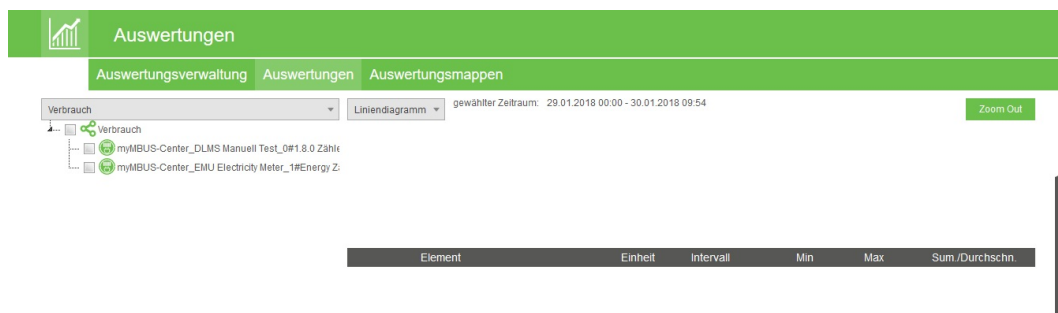 Auswertungen
Auswertungsverwaltung Auswertungen Auswertungsmappen
Verbrauch Liniendiagramm gewählter Zeitraum: 29.01.2018 00:00 - 30.01.2018 09:54 Zoom Out
Verbrauch
myMBUS-Center_DLMS Manuell Test_0#1.8.0 Zähle
myMBUS-Center_EMU Electricity Meter_1#Energy Z
Element Einheit Intervall Min Max Sum./Durchschn.